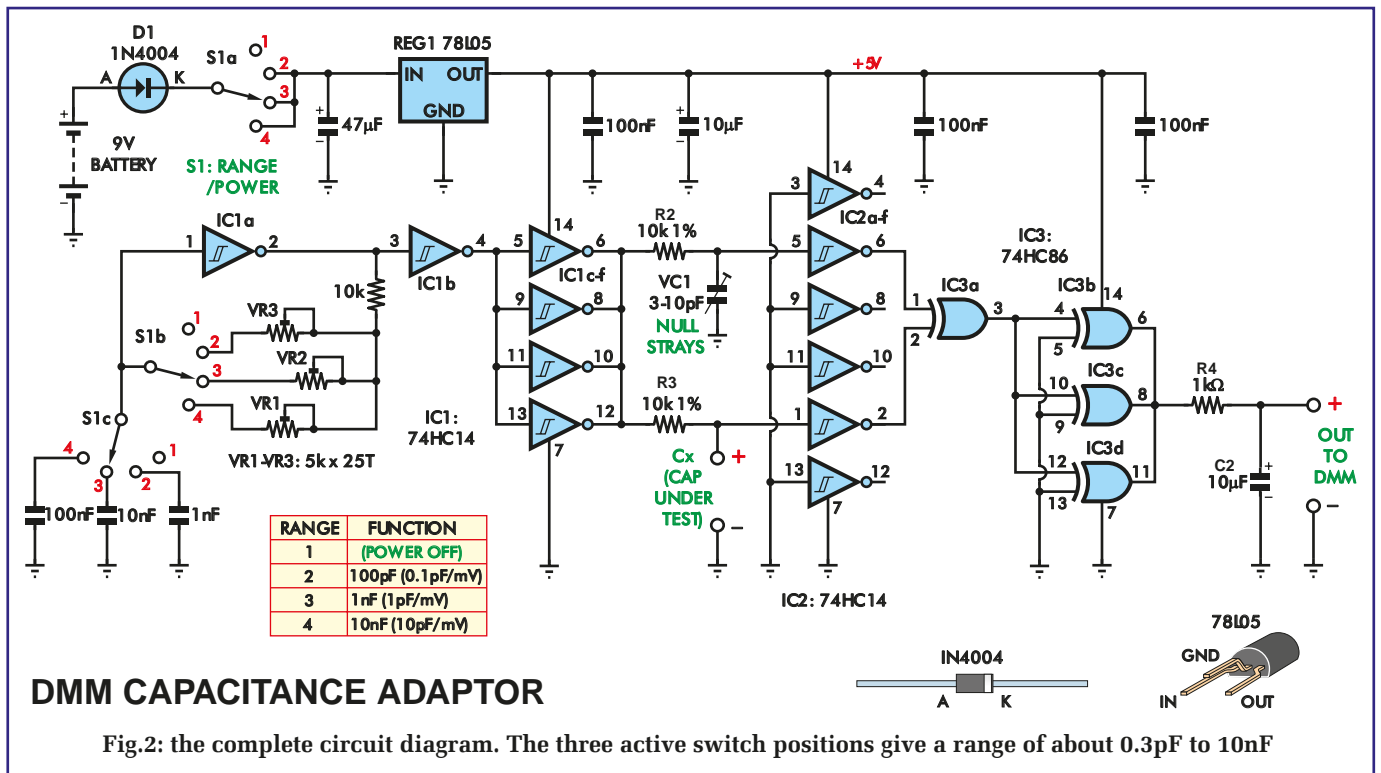 D1
1N4004
A
K
S1a
1
2
3
4
+
–
9V
BATTERY
S1: RANGE
/POWER
47µF
+
–
REG1 78L05
IN
OUT
GND
100nF
10µF
+
–
+5V
100nF
100nF
IC1a
1
2
10k
3
IC1b
4
14
5
6
IC1c-f
9
8
11
10
13
12
7
IC1:
74HC14
R2
10k 1%
VC1
3-10pF
NULL
STRAYS
R3
10k 1%
Cx
(CAP
UNDER
TEST)
+
–
14
3
4
IC2a-f
5
6
9
8
11
10
1
2
13
12
7
IC2: 74HC14
IC3:
74HC86
IC3a
1
2
3
IC3b
14
4
5
6
IC3c
10
9
8
IC3d
12
13
11
7
R4
1kΩ
C2
10µF
+
–
+
OUT
TO
DMM
–
S1b
1
2
3
4
VR3
VR2
VR1
VR1-VR3: 5k x 25T
S1c
4
3
2
1
100nF
10nF
1nF
RANGE FUNCTION
1 (POWER OFF)
2 100pF (0.1pF/mV)
3 1nF (1pF/mV)
4 10nF (10pF/mV)
DMM CAPACITANCE ADAPTOR
IN4004
A
K
78L05
GND
IN
OUT
Fig.2: the complete circuit diagram. The three active switch positions give a range of about 0.3pF to 10nF